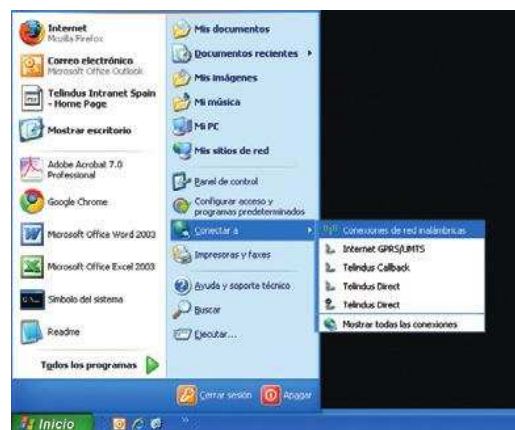 Internet
Mozilla Firefox
Correo electrónico
Microsoft Office Outlook
Telindus Intranet Spain
- Home Page
Mostrar escritorio
Adobe Acrobat 7.0
Professional
Google Chrome
Microsoft Office Word 2003
Microsoft Office Excel 2003
Símbolo del sistema
Readme
Todos los programas
Mis documentos
Documentos recientes
Mis imágenes
Mi música
Mi PC
Mis sitios de red
Panel de control
Configurar acceso y
programas predeterminados
Conectar a
Impresoras y faxes
Ayuda y soporte técnico
Buscar
Ejecutar...
Conexiones de red inalámbricas
Internet GPRS/UMTS
Telindus Callback
Telindus Direct
Telindus Direct
Mostrar todas las conexiones
Cerrar sesión
Apagar
Inicio